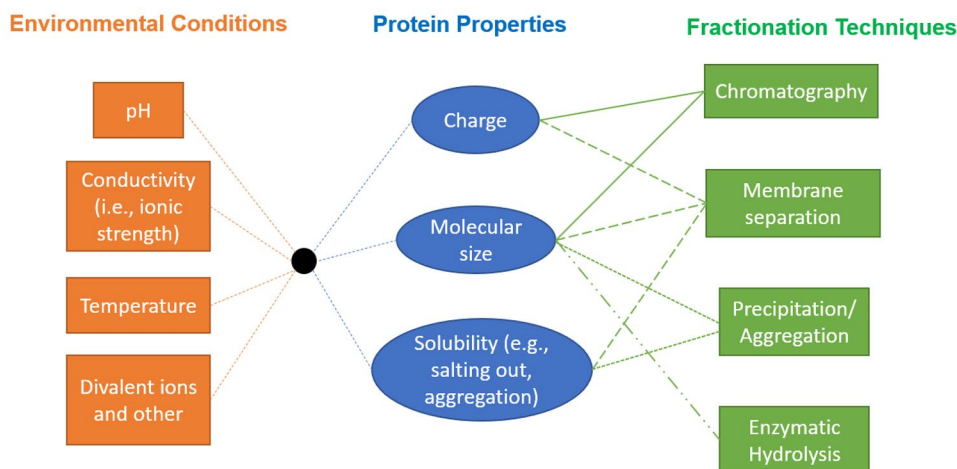 Environmental Conditions
Protein Properties
Fractionation Techniques
pH
Conductivity
(i.e., ionic
strength)
Temperature
Divalent ions
and other
Charge
Molecular
size
Solubility (e.g.,
salting out,
aggregation)
Chromatography
Membrane
separation
Precipitation/
Aggregation
Enzymatic
Hydrolysis